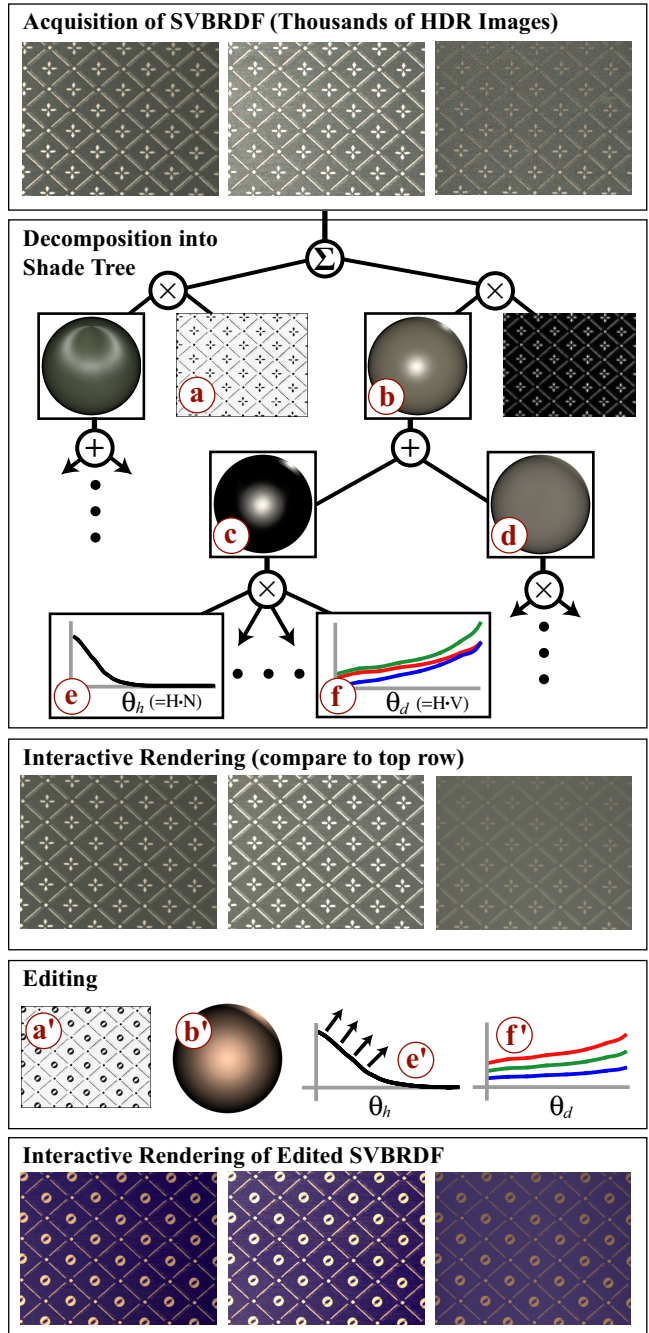 Acquisition of SVBRDF (Thousands of HDR Images)
Decomposition into
Shade Tree
Σ
×
×
a
b
+
+
c
d
×
×
e
θh (=H·N)
f
θd (=H·V)
Interactive Rendering (compare to top row)
Editing
a'
b'
e'
f'
θh
θd
Interactive Rendering of Edited SVBRDF